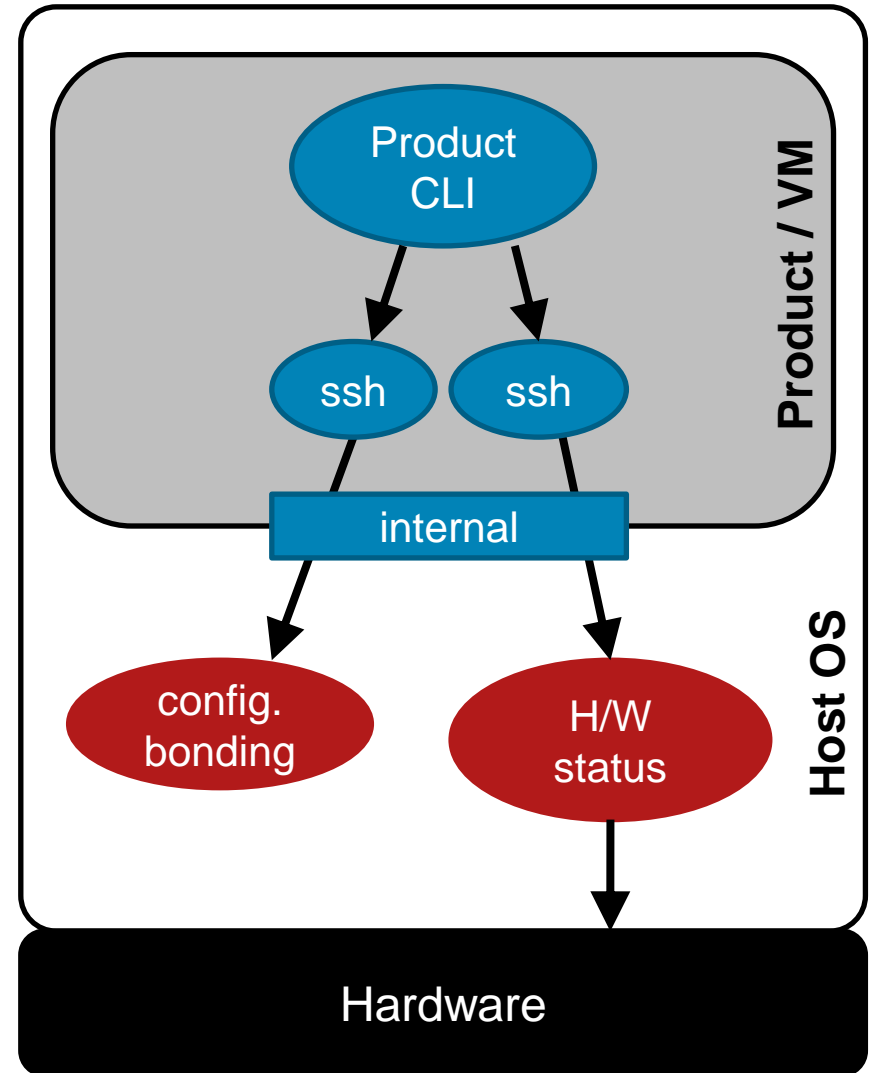 Product
CLI
Product / VM
ssh
ssh
internal
config.
bonding
H/W
status
Host OS
Hardware